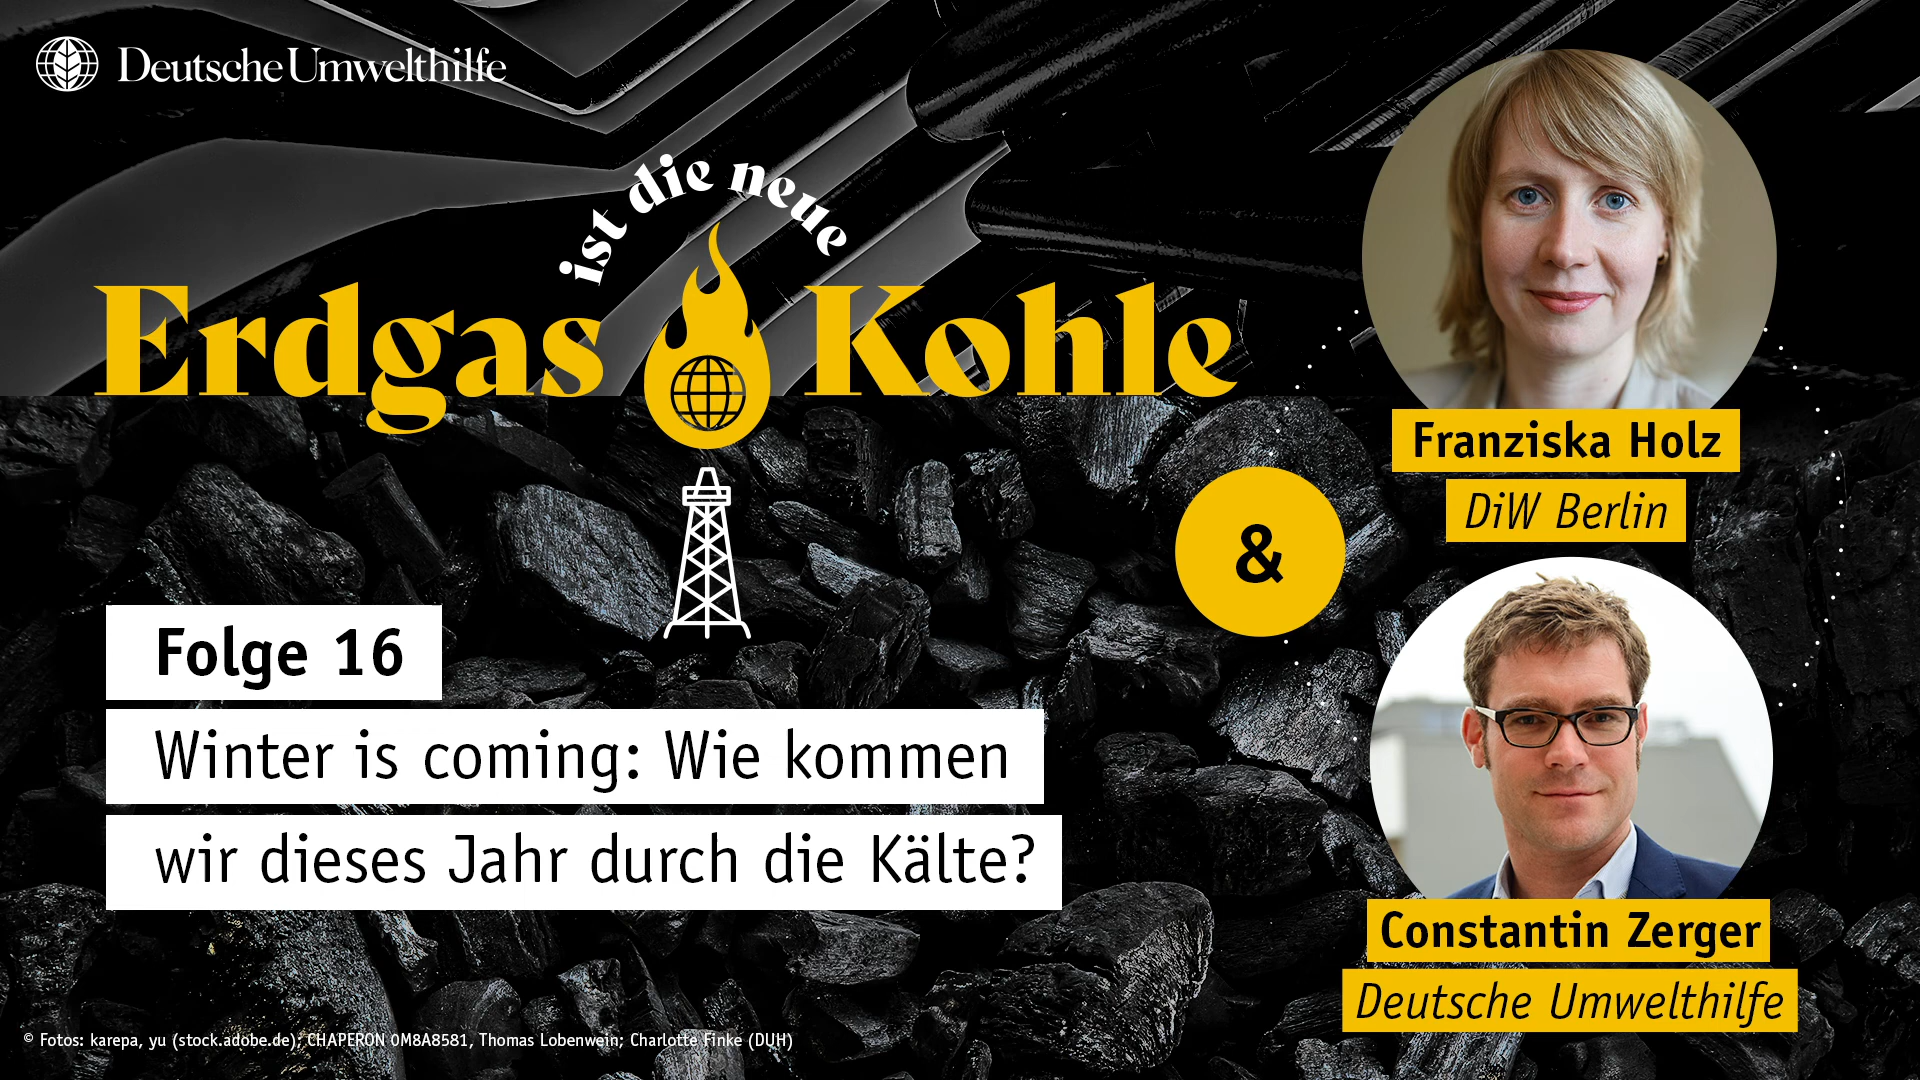 Deutsche Umwelthilfe
ist die neue
Erdgas Kohle
Franziska Holz
DiW Berlin
&
Folge 16
Winter is coming: Wie kommen
wir dieses Jahr durch die Kälte?
Constantin Zerger
Deutsche Umwelthilfe
© Fotos: karepa, yu (stock.adobe.de); CHAPERON 0M8A8581, Thomas Lobenwein; Charlotte Finke (DUH)